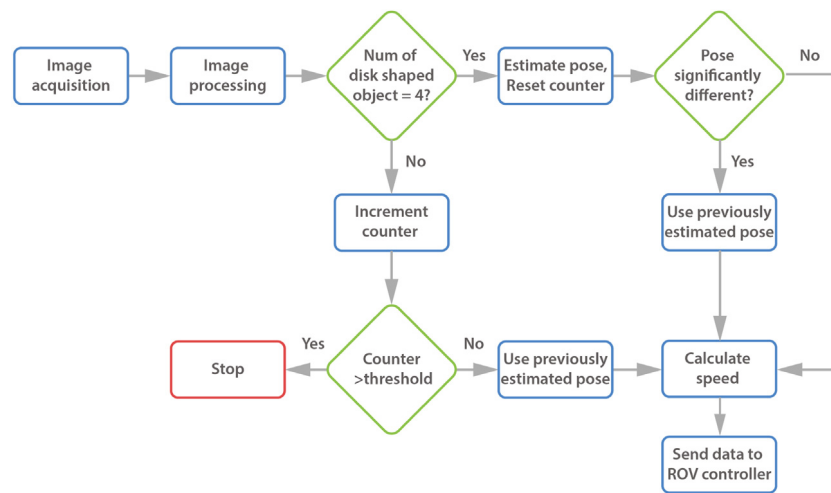 Image
acquisition
Image
processing
Num of
disk shaped
object = 4?
Yes
Estimate pose,
Reset counter
Pose
significantly
different?
No
No
Yes
Increment
counter
Use previously
estimated pose
Yes
Stop
Counter
>threshold
No
Use previously
estimated pose
Calculate
speed
Send data to
ROV controller